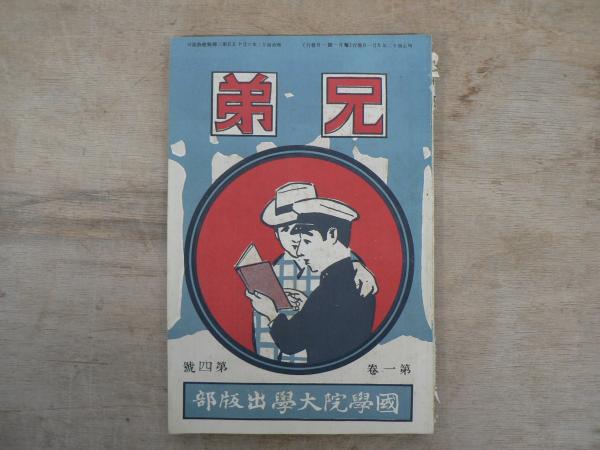 兄弟
第一卷 第四號
國學院大學出版部